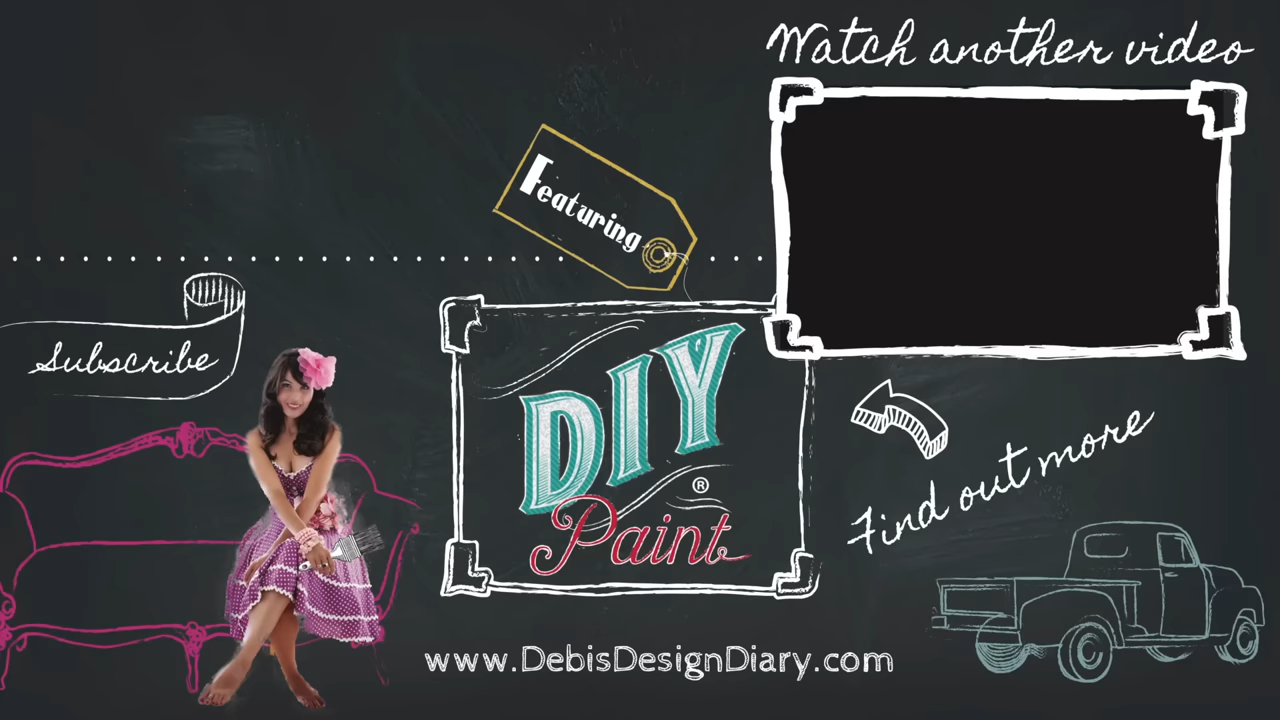 Watch another video
Featuring
Subscribe
DIY
®
Paint
Find out more
www.DebisDesignDiary.com